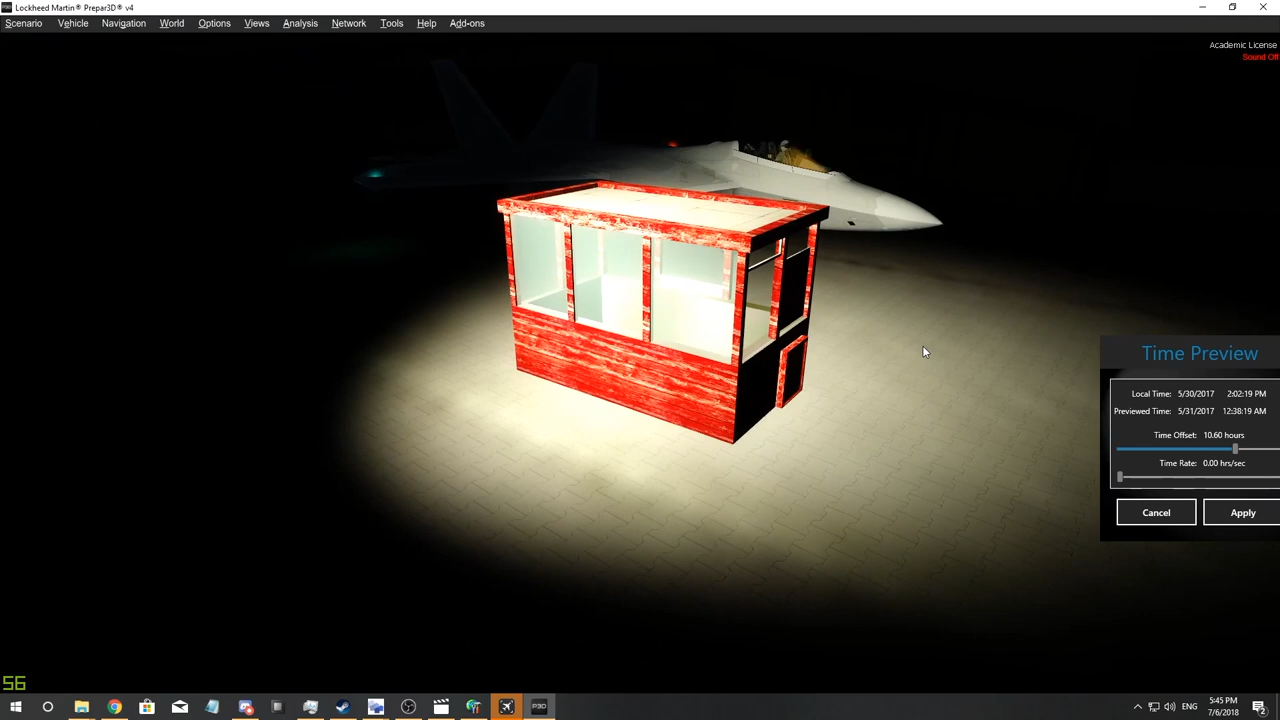 Lockheed Martin® Prepar3D® v4
Scenario Vehicle Navigation World Options Views Analysis Network Tools Help Add-ons
Academic License
Sound Off
Time Preview
Local Time: 5/30/2017 2:02:19 PM
Previewed Time: 5/31/2017 12:38:19 AM
Time Offset: 10.60 hours
Time Rate: 0.00 hrs/sec
Cancel Apply
56
P3D
ENG
5:45 PM
7/6/2018
2